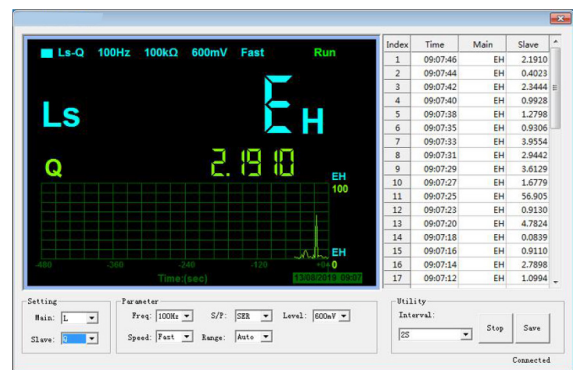 Ls-Q 100Hz 100kΩ 600mV Fast Run
Ls EH
Q 2.1910
EH
100
EH
-480 -360 -240 -120 0
Time:(sec) 13/08/2018 09:07
Index Time Main Slave
1 09:07:46 EH 2.1910
2 09:07:44 EH 0.4023
3 09:07:42 EH 2.3444
4 09:07:40 EH 0.9928
5 09:07:38 EH 1.2798
6 09:07:35 EH 0.9306
7 09:07:33 EH 3.9554
8 09:07:31 EH 2.9442
9 09:07:29 EH 3.6129
10 09:07:27 EH 1.6779
11 09:07:25 EH 56.905
12 09:07:23 EH 0.9130
13 09:07:20 EH 4.7824
14 09:07:18 EH 0.0839
15 09:07:16 EH 0.9110
16 09:07:14 EH 2.7898
17 09:07:12 EH 1.0994
Setting
Main: L
Slave: Q
Parameter
Freq: 100Hz S/P: SER Level: 600mV
Speed: Fast Range: Auto
Utility
Interval:
2S Stop Save
Connected